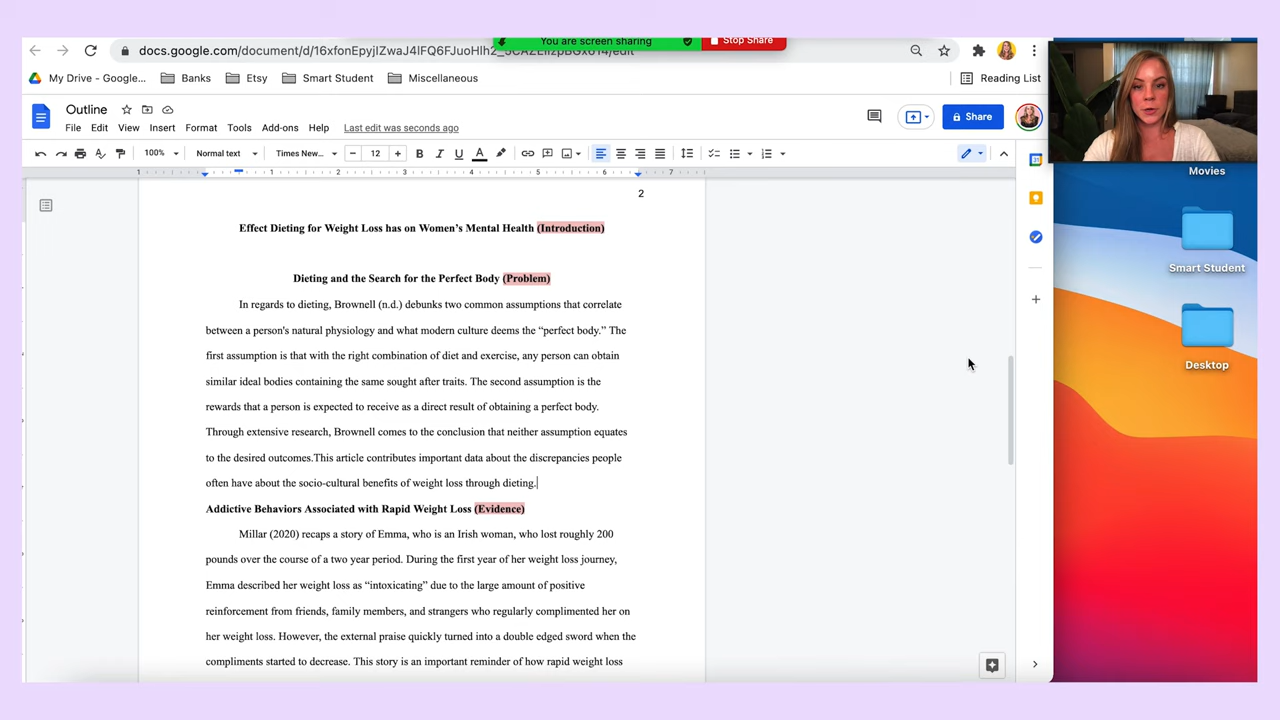 You are screen sharing Stop Share
My Drive - Google... Banks Etsy Smart Student Miscellaneous Reading List
Outline
File Edit View Insert Format Tools Add-ons Help Last edit was seconds ago
Share
100% Normal text Times New... 12
1 1 2 3 4 5 6 7
2
Effect Dieting for Weight Loss has on Women's Mental Health (Introduction)
Dieting and the Search for the Perfect Body (Problem)
In regards to dieting, Brownell (n.d.) debunks two common assumptions that correlate
between a person's natural physiology and what modern culture deems the “perfect body.” The
first assumption is that with the right combination of diet and exercise, any person can obtain
similar ideal bodies containing the same sought after traits. The second assumption is the
rewards that a person is expected to receive as a direct result of obtaining a perfect body.
Through extensive research, Brownell comes to the conclusion that neither assumption equates
to the desired outcomes.This article contributes important data about the discrepancies people
often have about the socio-cultural benefits of weight loss through dieting.
Addictive Behaviors Associated with Rapid Weight Loss (Evidence)
Millar (2020) recaps a story of Emma, who is an Irish woman, who lost roughly 200
pounds over the course of a two year period. During the first year of her weight loss journey,
Emma described her weight loss as “intoxicating” due to the large amount of positive
reinforcement from friends, family members, and strangers who regularly complimented her on
her weight loss. However, the external praise quickly turned into a double edged sword when the
compliments started to decrease. This story is an important reminder of how rapid weight loss
Movies
Smart Student
Desktop